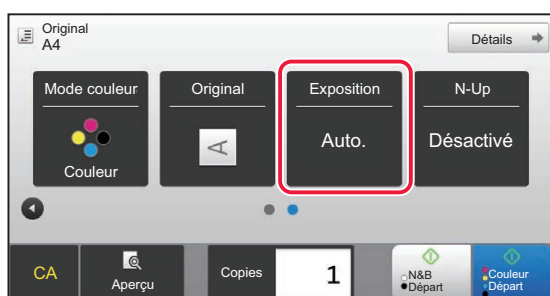 Original
A4
Détails
Mode couleur
Original
Exposition
N-Up
A
Auto.
Désactivé
Couleur
CA
Aperçu
Copies
1
N&B
Départ
Couleur
Départ